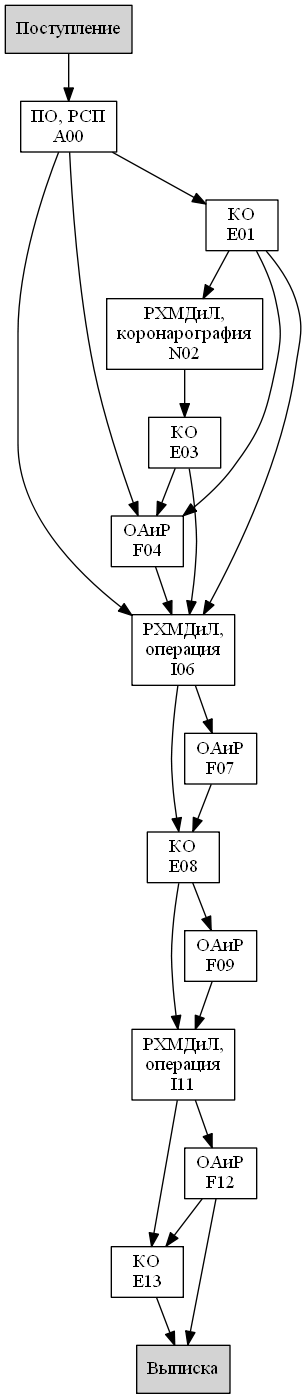 Поступление
ПО, РСП
A00
КО
E01
РХМДиЛ,
коронарография
N02
КО
E03
ОАиР
F04
РХМДиЛ,
операция
I06
ОАиР
F07
КО
E08
ОАиР
F09
РХМДиЛ,
операция
I11
ОАиР
F12
КО
E13
Выписка